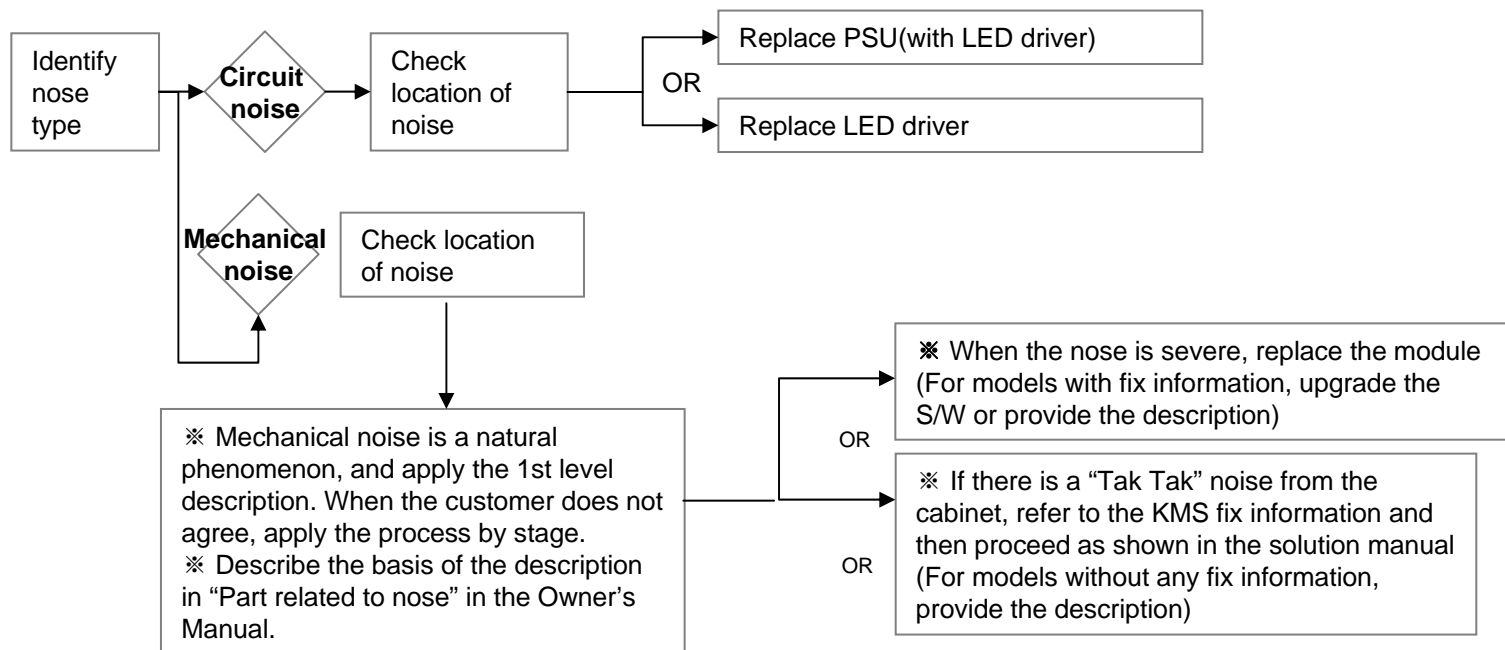 Identify
nose
type
Circuit
noise
Check
location of
noise
Replace PSU(with LED driver)
OR
Replace LED driver
Mechanical
noise
Check location
of noise
※ Mechanical noise is a natural
phenomenon, and apply the 1st level
description. When the customer does not
agree, apply the process by stage.
※ Describe the basis of the description
in “Part related to nose” in the Owner’s
Manual.
※ When the nose is severe, replace the module
(For models with fix information, upgrade the
S/W or provide the description)
OR
※ If there is a “Tak Tak” noise from the
cabinet, refer to the KMS fix information and
then proceed as shown in the solution manual
(For models without any fix information,
provide the description)
OR